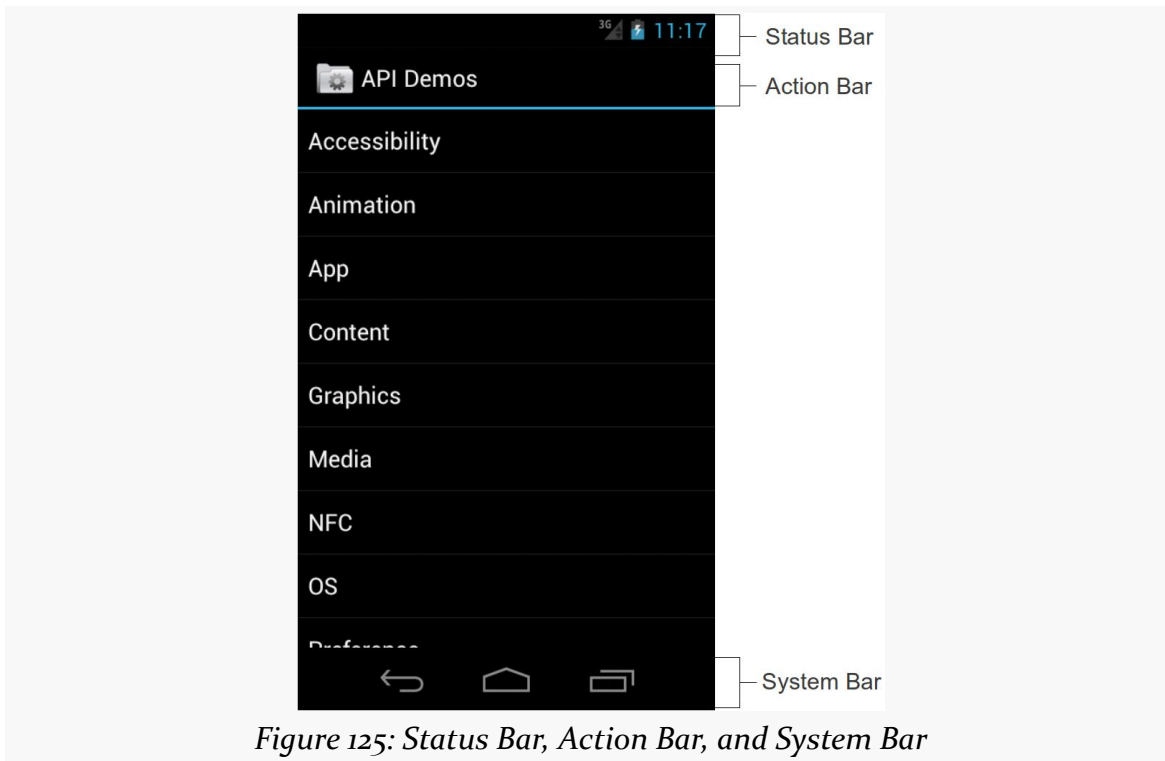 3G 11:17
Status Bar
API Demos
Action Bar
Accessibility
Animation
App
Content
Graphics
Media
NFC
OS
Preference
System Bar
Figure 125: Status Bar, Action Bar, and System Bar